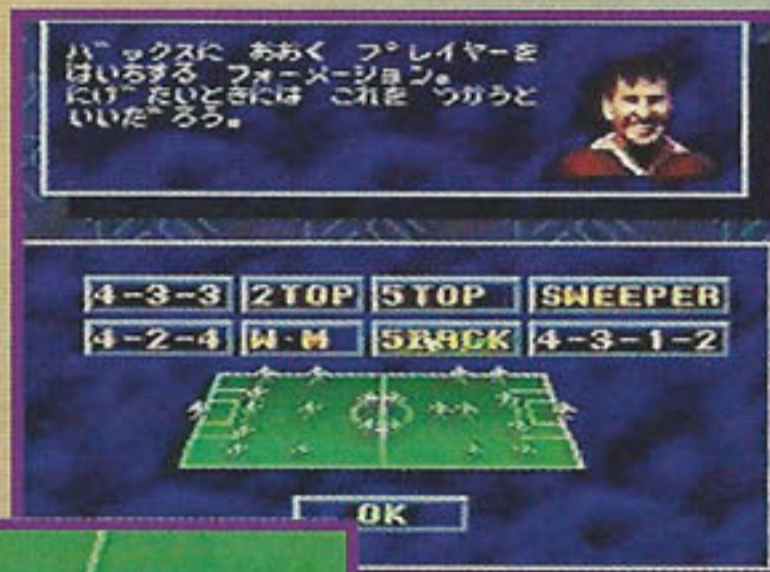 バックスに おおく プレイヤーを
はいちする フォーメーション。
にげたいときには これを つかうと
いいだろう。
4-3-3 2TOP 5TOP SWEEPER
4-2-4 W・M 5BACK 4-3-1-2
OK